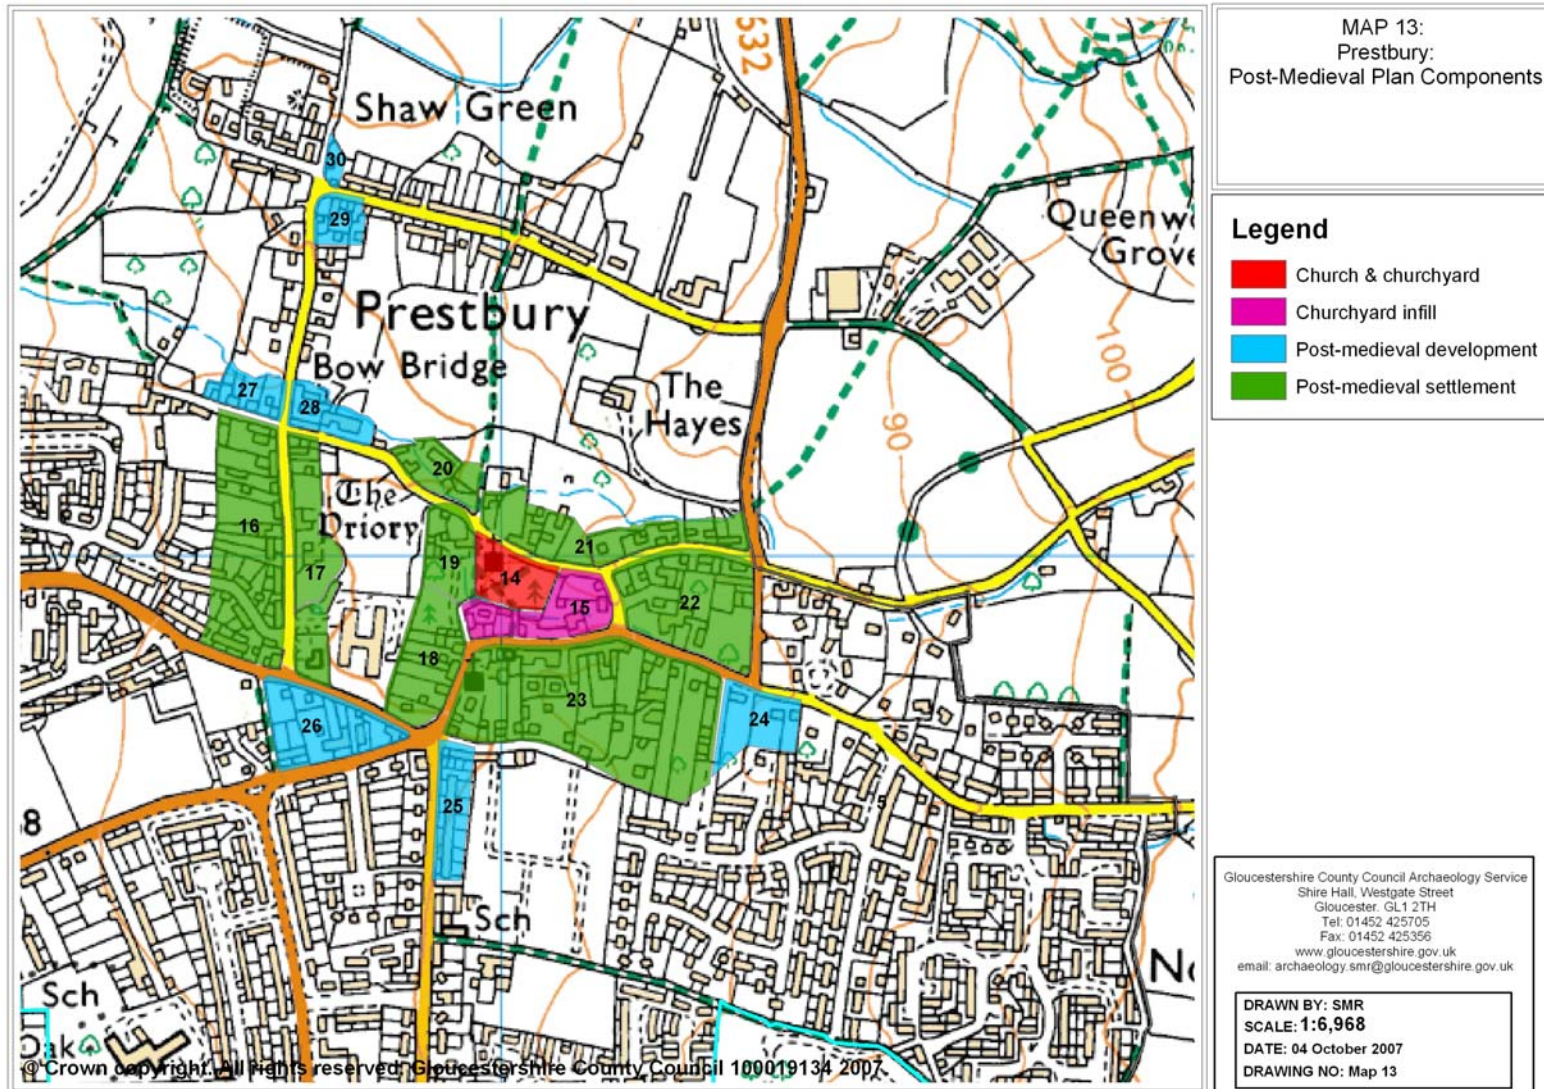 MAP 13:
Prestbury:
Post-Medieval Plan Components
Legend
Church & churchyard
Churchyard infill
Post-medieval development
Post-medieval settlement
Shaw Green
30
29
Prestbury
Bow Bridge
The
Hayes
27
28
20
The
Priory
16
17
19
14
21
15
22
18
23
24
26
25
5
Sch
Sch
Oak
8
90
100
© Crown copyright. All rights reserved. Gloucestershire County Council 100019134 2007
Gloucestershire County Council Archaeology Service
Shire Hall, Westgate Street
Gloucester. GL1 2TH
Tel: 01452 425705
Fax: 01452 425356
www.gloucestershire.gov.uk
email: archaeology.smr@gloucestershire.gov.uk
DRAWN BY: SMR
SCALE: 1:6,968
DATE: 04 October 2007
DRAWING NO: Map 13